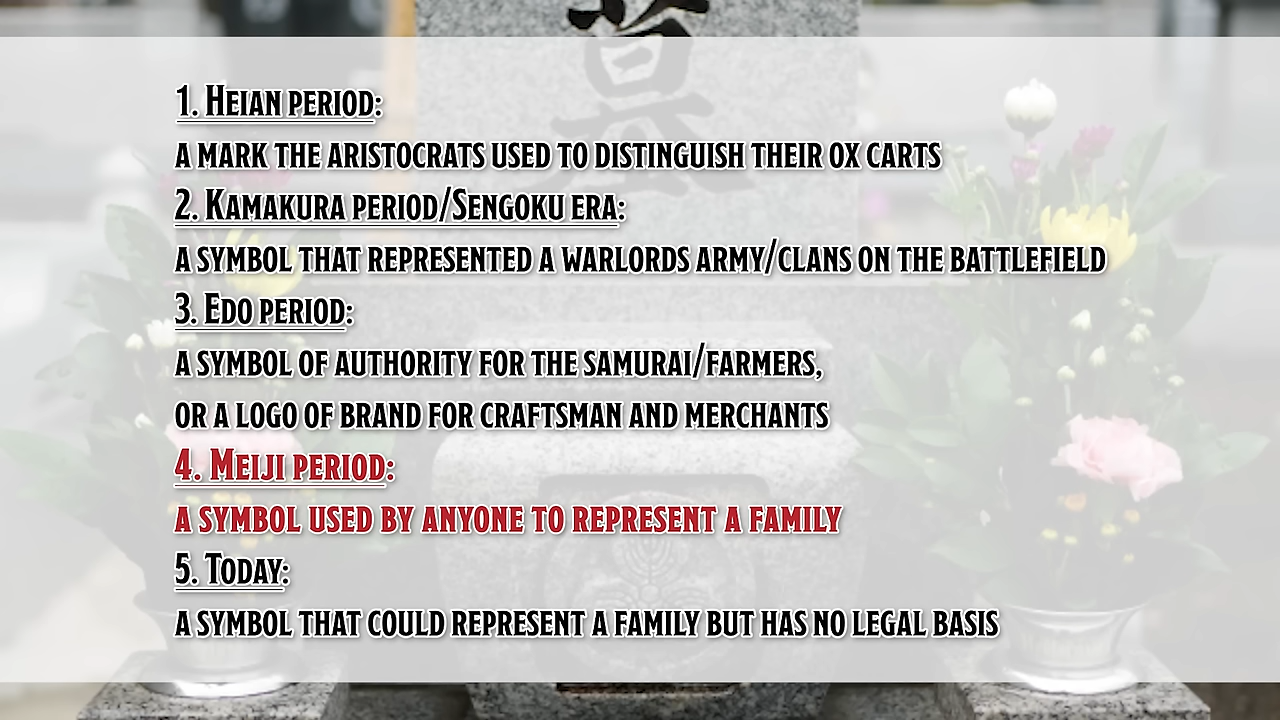 墓
1. Heian period:
a mark the aristocrats used to distinguish their ox carts
2. Kamakura period/Sengoku era:
a symbol that represented a warlords army/clans on the battlefield
3. Edo period:
a symbol of authority for the samurai/farmers,
or a logo of brand for craftsman and merchants
4. Meiji period:
a symbol used by anyone to represent a family
5. Today:
a symbol that could represent a family but has no legal basis